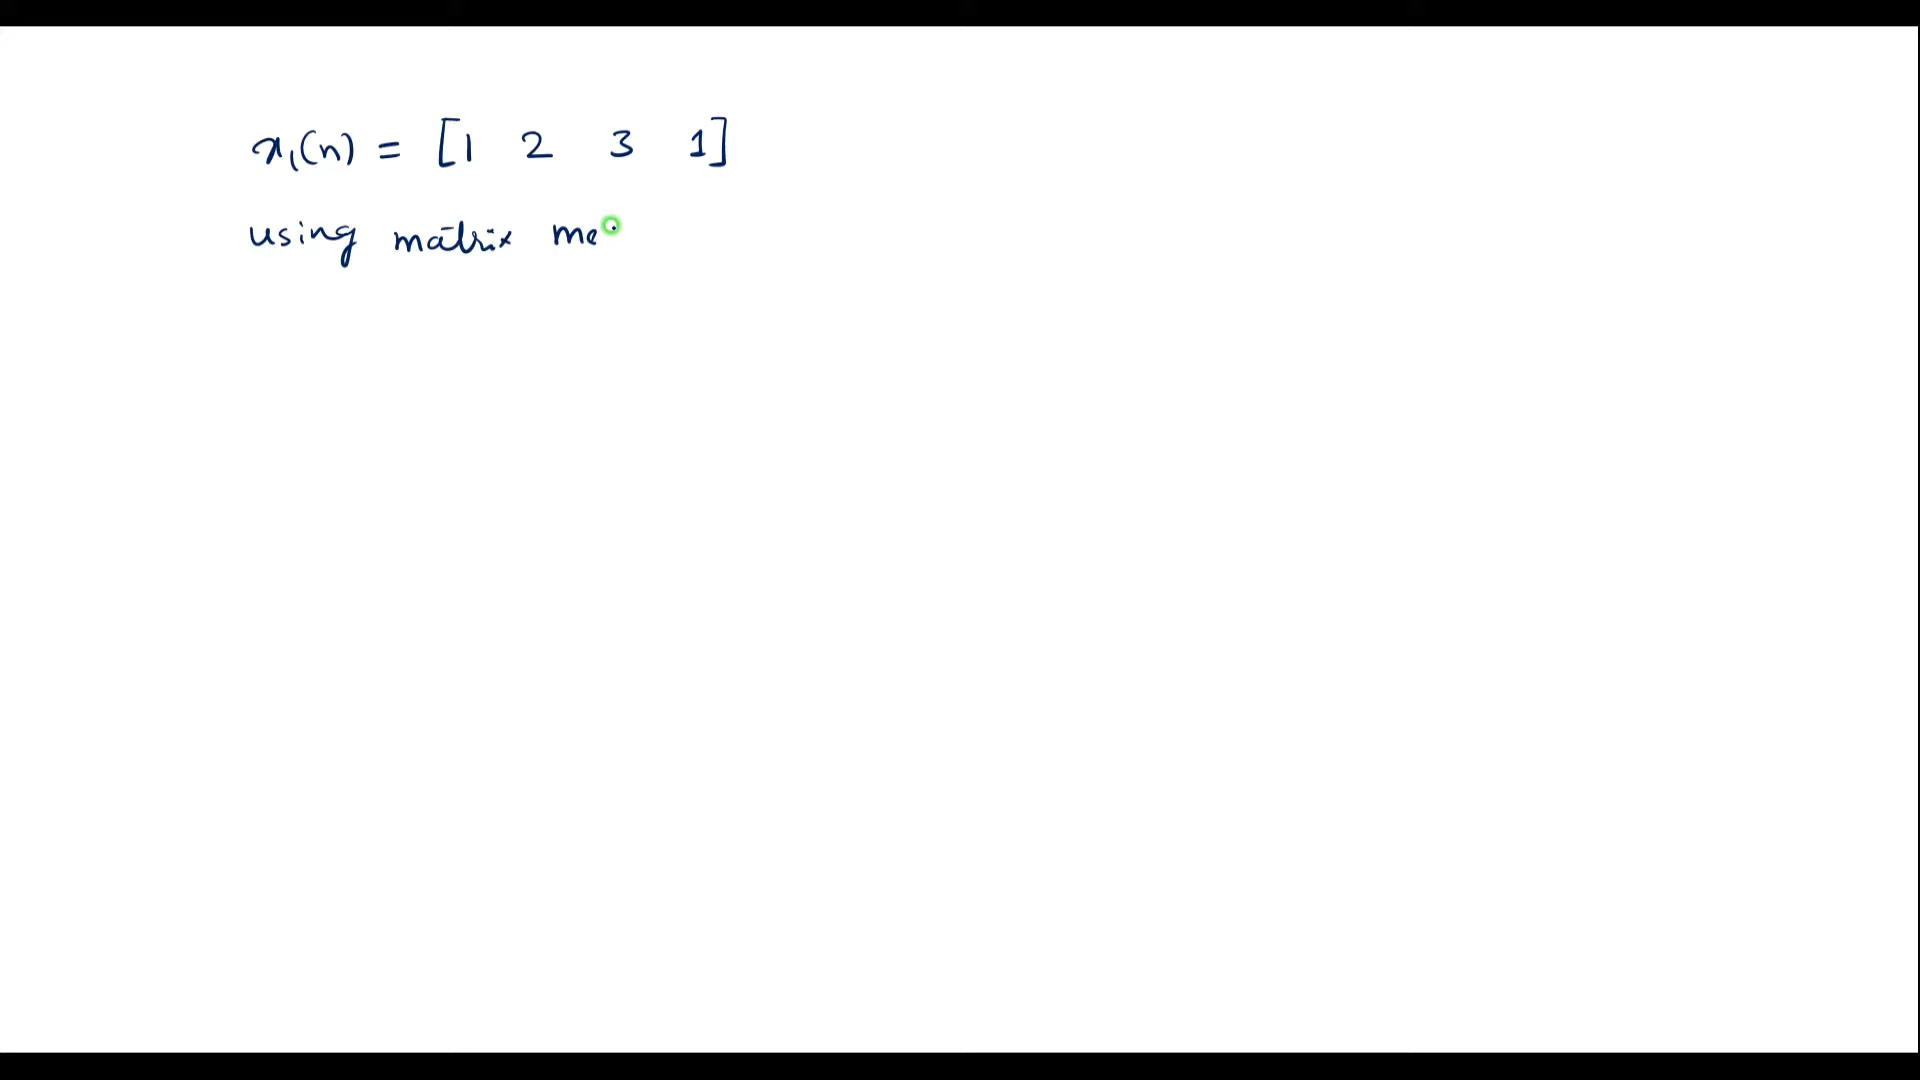 x₁(n) = [1 2 3 1]
using matrix me